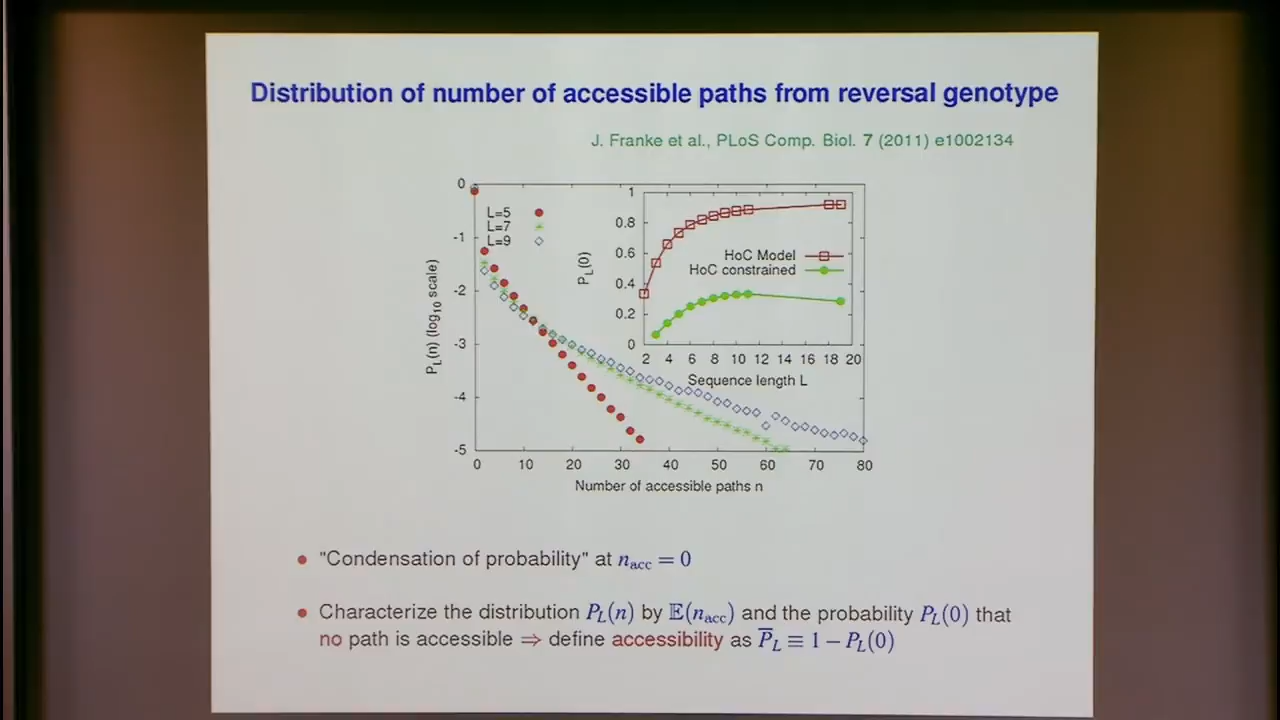 Distribution of number of accessible paths from reversal genotype
J. Franke et al., PLoS Comp. Biol. 7 (2011) e1002134
0
-1
-2
-3
-4
-5
P_L(n) (log_10 scale)
L=5
L=7
L=9
0 10 20 30 40 50 60 70 80
Number of accessible paths n
1
0.8
0.6
0.4
0.2
0
P_L(0)
HoC Model
HoC constrained
2 4 6 8 10 12 14 16 18 20
Sequence length L
• "Condensation of probability" at n_acc = 0
• Characterize the distribution P_L(n) by 𝔼(n_acc) and the probability P_L(0) that
no path is accessible ⇒ define accessibility as P̅_L ≡ 1 − P_L(0)